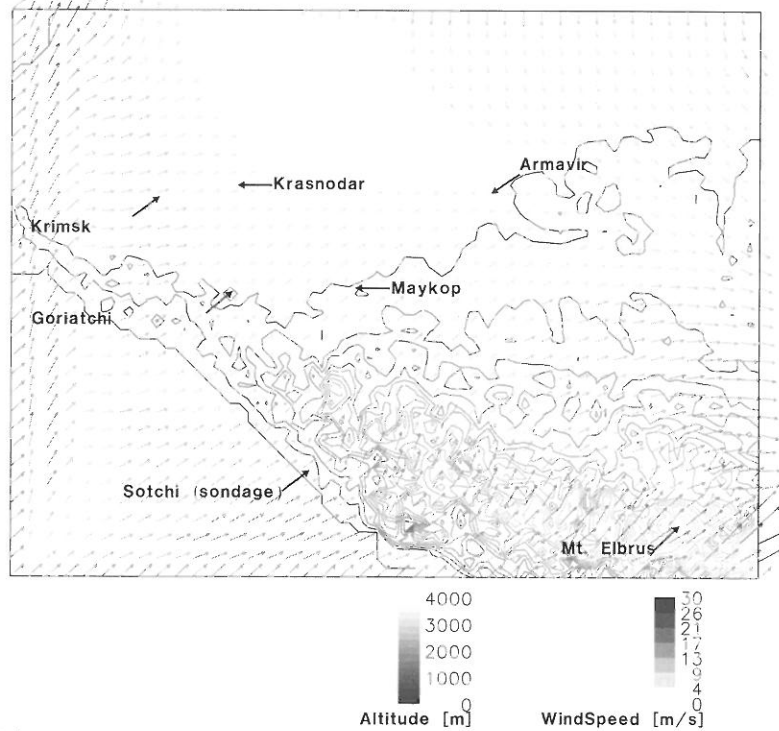 Armavir
Krasnodar
Krimsk
Maykop
Goriatchi
Sotchi (sondage)
Mt. Elbrus
4000
3000
2000
1000
0
Altitude [m]
30
26
21
17
13
9
4
0
WindSpeed [m/s]